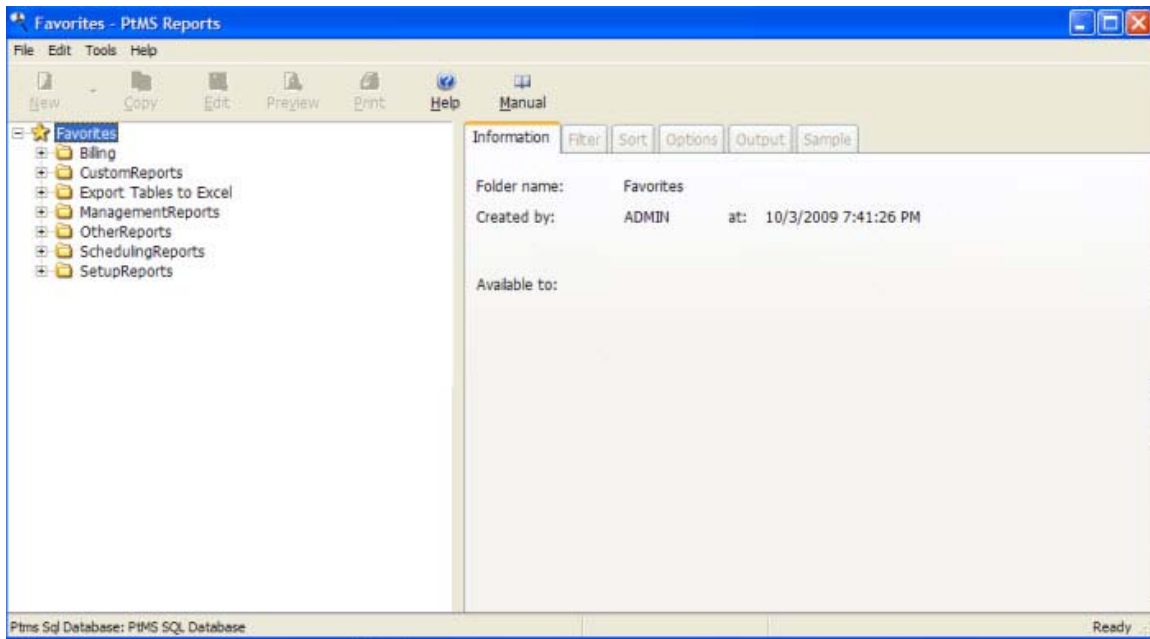 Favorites - PtMS Reports
File Edit Tools Help
New Copy Edit Preview Print Help Manual
Favorites
Billing
CustomReports
Export Tables to Excel
ManagementReports
OtherReports
SchedulingReports
SetupReports
Information Filter Sort Options Output Sample
Folder name: Favorites
Created by: ADMIN at: 10/3/2009 7:41:26 PM
Available to:
Ptms Sql Database: PtMS SQL Database Ready